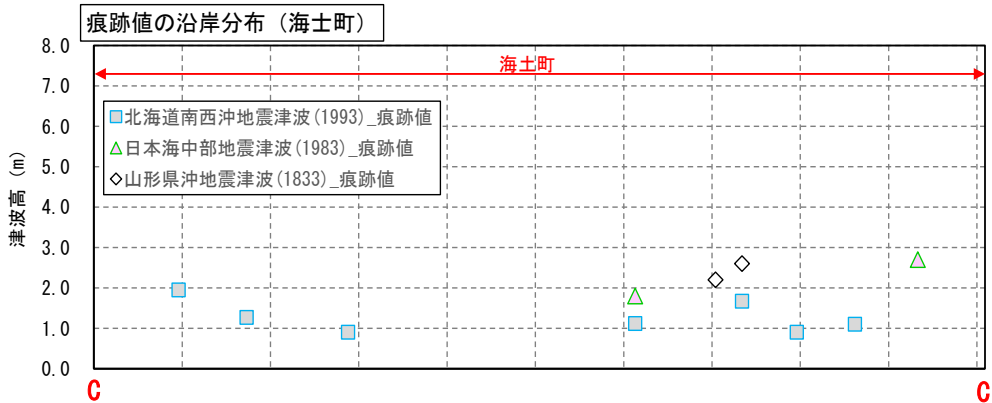 痕跡値の沿岸分布（海士町）
海士町
8.0
7.0
6.0
5.0
4.0
3.0
2.0
1.0
0.0
津波高 (m)
北海道南西沖地震津波(1993)_痕跡値
日本海中部地震津波(1983)_痕跡値
山形県沖地震津波(1833)_痕跡値
C
C